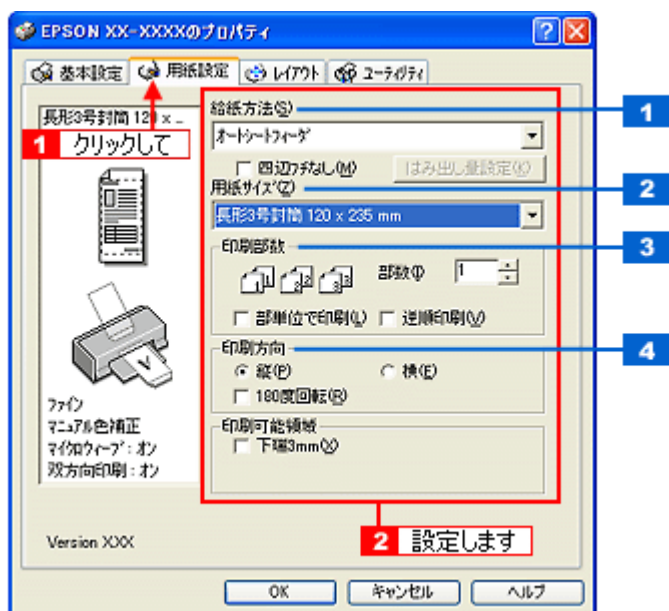 EPSON XX-XXXXのプロパティ
基本設定 用紙設定 レイアウト ユーティリティ
長形3号封筒 120 x ..
1 クリックして
給紙方法(S)
1
オートシートフィーダ
四辺フチなし(M) はみ出し量設定(K)
用紙サイズ(Z)
2
長形3号封筒 120 x 235 mm
印刷部数
3
部数(I) 1
部単位で印刷(L) 逆順印刷(V)
印刷方向
4
縦(P) 横(E)
180度回転(R)
印刷可能領域
下端3mm(X)
ファイン
マニュアル色補正
マイクロウィーブ：オン
双方向印刷：オン
2 設定します
Version XXX
OK キャンセル ヘルプ